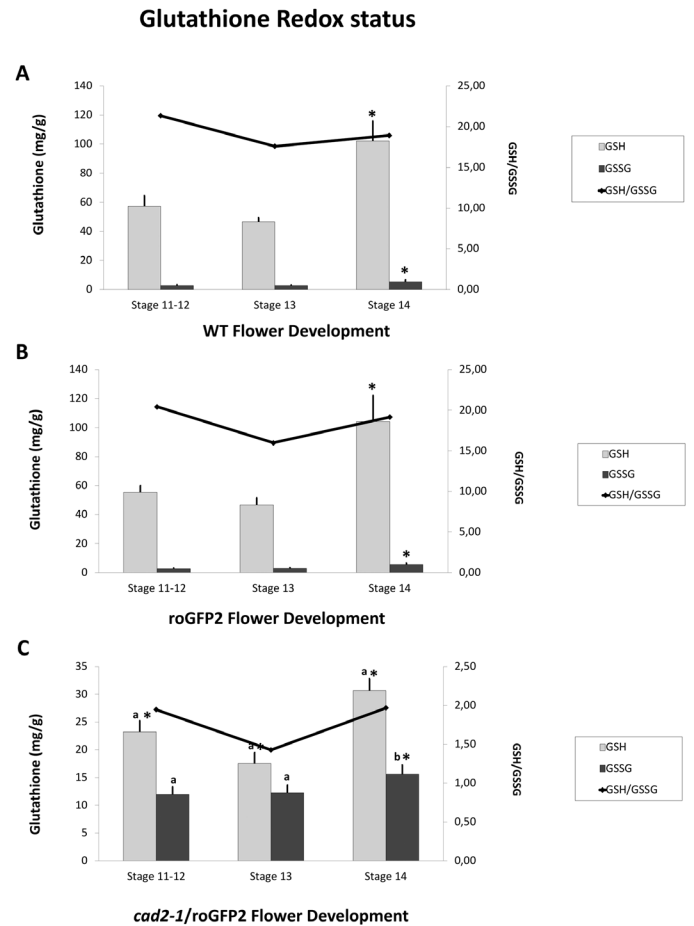 Glutathione Redox status
A
Glutathione (mg/g)
140
120
100
80
60
40
20
0
*
*
25,00
20,00
15,00
10,00
5,00
0,00
GSH/GSSG
GSH
GSSG
GSH/GSSG
Stage 11-12
Stage 13
Stage 14
WT Flower Development
B
Glutathione (mg/g)
140
120
100
80
60
40
20
0
*
*
25,00
20,00
15,00
10,00
5,00
0,00
GSH/GSSG
GSH
GSSG
GSH/GSSG
Stage 11-12
Stage 13
Stage 14
roGFP2 Flower Development
C
Glutathione (mg/g)
35
30
25
20
15
10
5
0
a *
a
a*
a
a *
b*
2,50
2,00
1,50
1,00
0,50
0,00
GSH/GSSG
GSH
GSSG
GSH/GSSG
Stage 11-12
Stage 13
Stage 14
cad2-1/roGFP2 Flower Development